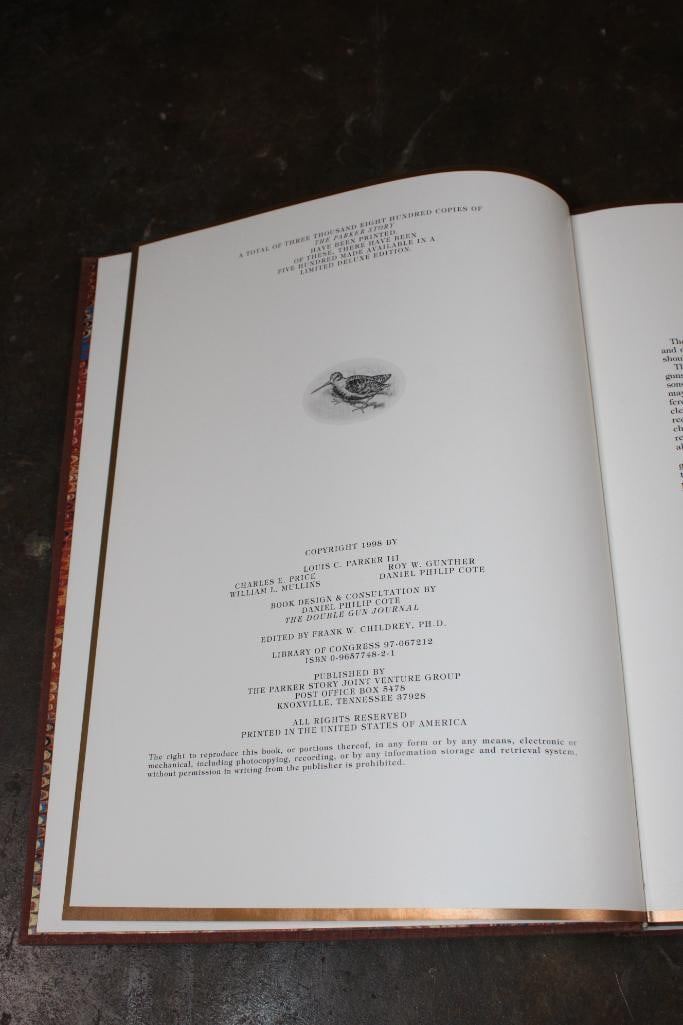 A TOTAL OF THREE THOUSAND EIGHT HUNDRED COPIES OF
THE PARKER STORY
HAVE BEEN PRINTED.
OF THESE, THERE HAVE BEEN
FIVE HUNDRED MADE AVAILABLE IN A
LIMITED DELUXE EDITION.
COPYRIGHT 1998 BY
LOUIS C. PARKER III
CHARLES E. PRICE ROY W. GUNTHER
WILLIAM L. MULLINS DANIEL PHILIP COTE
BOOK DESIGN & CONSULTATION BY
DANIEL PHILIP COTE
THE DOUBLE GUN JOURNAL
EDITED BY FRANK W. CHILDREY, PH.D.
LIBRARY OF CONGRESS 97-067212
ISBN 0-9657748-2-1
PUBLISHED BY
THE PARKER STORY JOINT VENTURE GROUP
POST OFFICE BOX 5478
KNOXVILLE, TENNESSEE 37928
ALL RIGHTS RESERVED
PRINTED IN THE UNITED STATES OF AMERICA
The right to reproduce this book, or portions thereof, in any form or by any means, electronic or
mechanical, including photocopying, recording, or by any information storage and retrieval system,
without permission in writing from the publisher is prohibited.